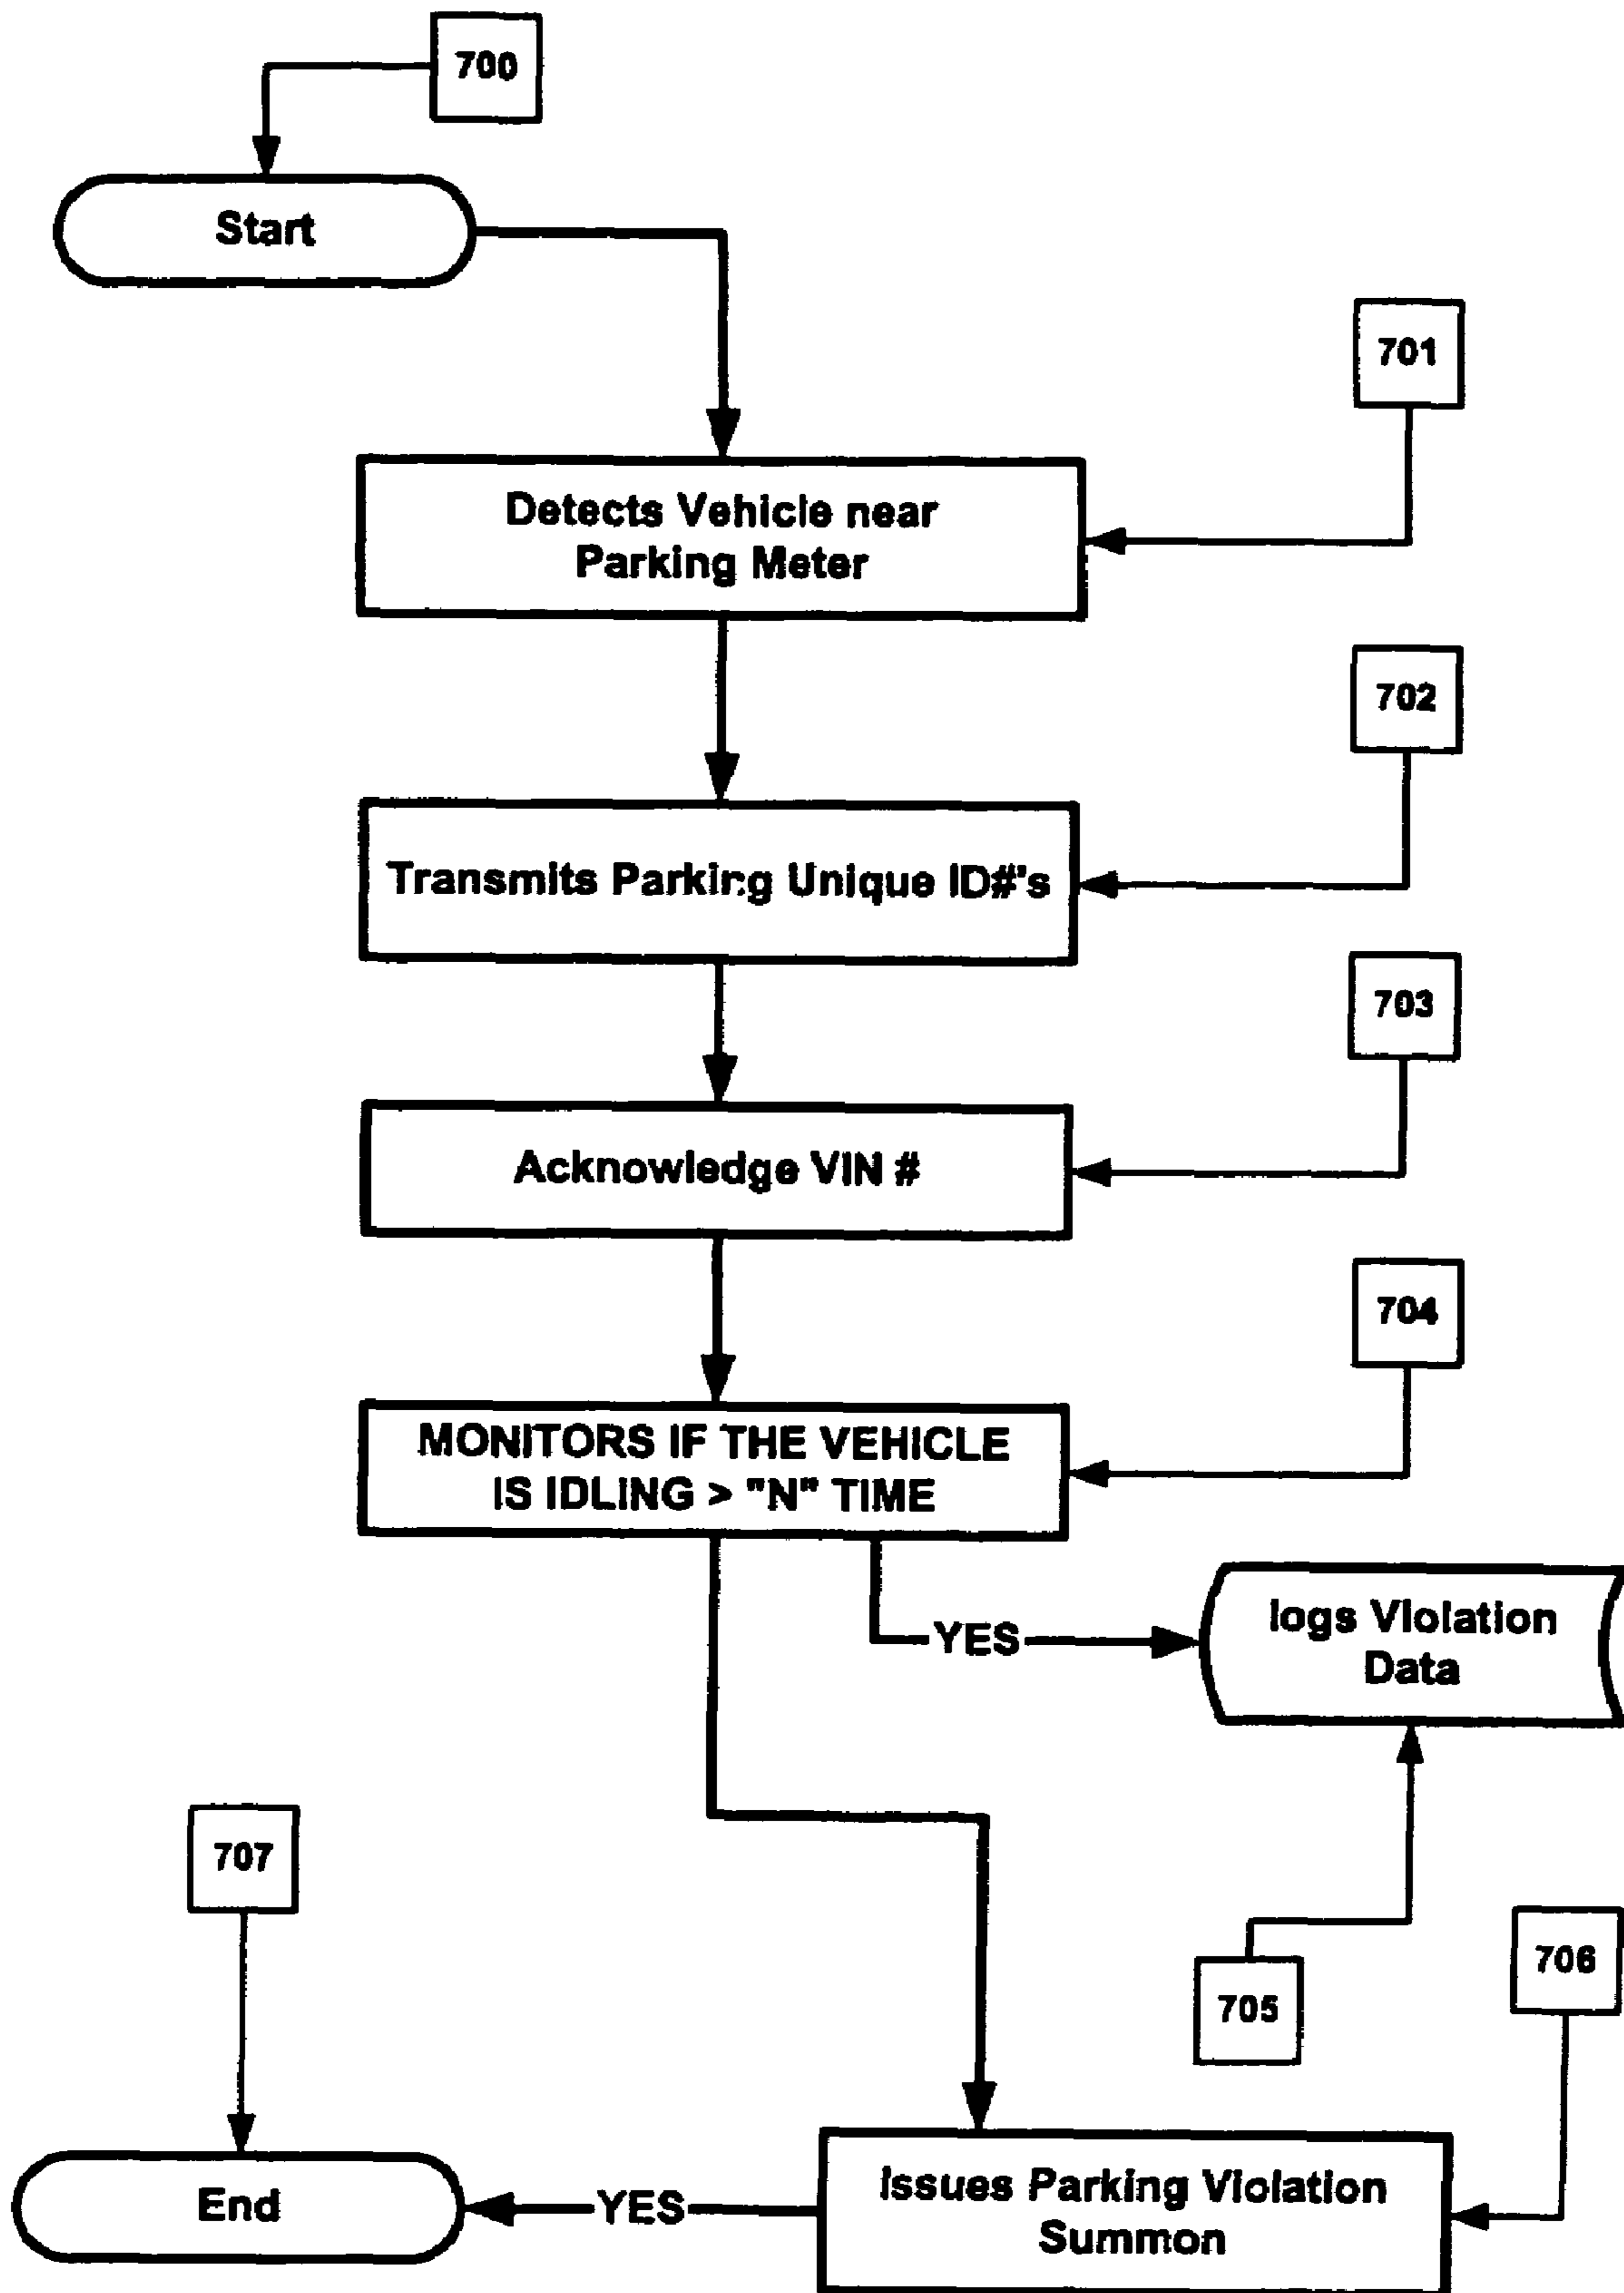 700
Start
701
Detects Vehicle near
Parking Meter
702
Transmits Parking Unique ID#'s
703
Acknowledge VIN #
704
MONITORS IF THE VEHICLE
IS IDLING > "N" TIME
YES
logs Violation
Data
707
705
706
Issues Parking Violation
Summon
YES
End